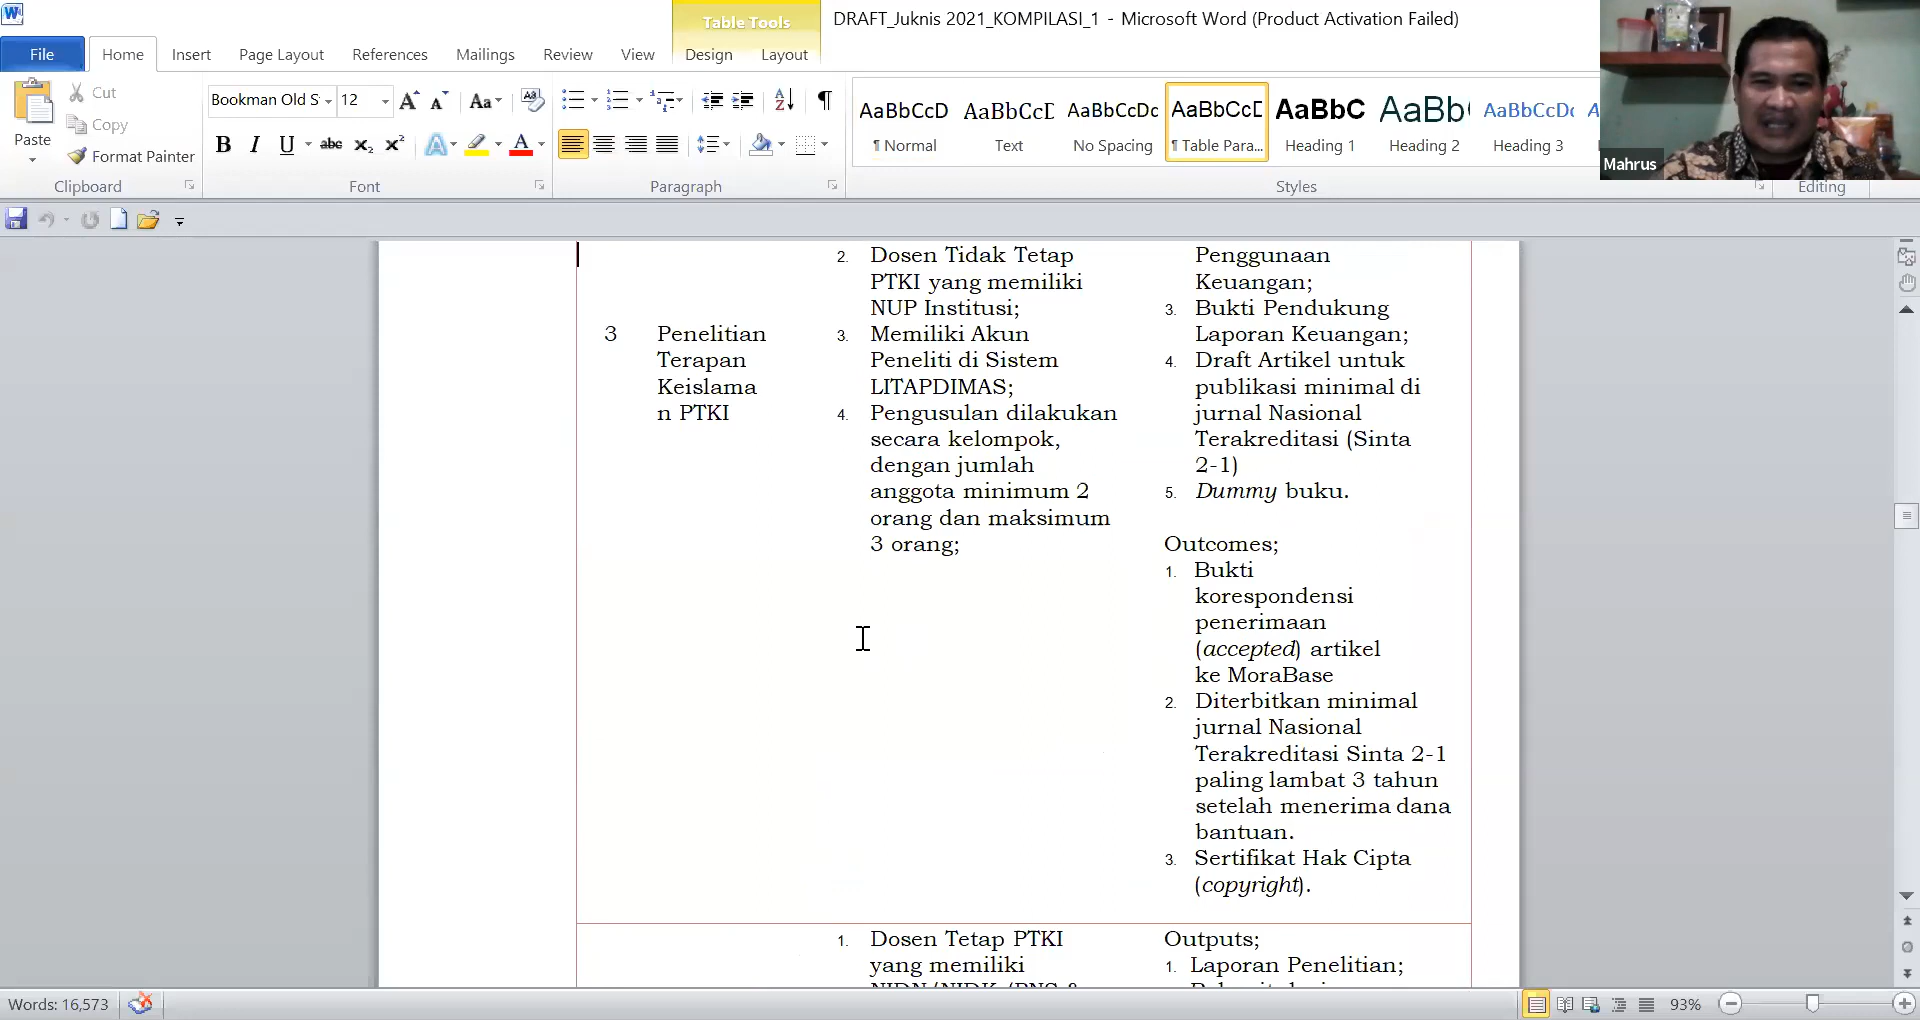 Table Tools
DRAFT_Juknis 2021_KOMPILASI_1 - Microsoft Word (Product Activation Failed)
File
Home
Insert
Page Layout
References
Mailings
Review
View
Design
Layout
Paste
Cut
Copy
Format Painter
Clipboard
Bookman Old S
12
Font
Paragraph
AaBbCcD
AaBbCcD
AaBbCcDc
AaBbCcD
AaBbC
AaBb
AaBbCcDc
¶ Normal
Text
No Spacing
¶ Table Para...
Heading 1
Heading 2
Heading 3
Styles
Editing
Mahrus
3
Penelitian
Terapan
Keislama
n PTKI
2. Dosen Tidak Tetap
PTKI yang memiliki
NUP Institusi;
3. Memiliki Akun
Peneliti di Sistem
LITAPDIMAS;
4. Pengusulan dilakukan
secara kelompok,
dengan jumlah
anggota minimum 2
orang dan maksimum
3 orang;
Penggunaan
Keuangan;
3. Bukti Pendukung
Laporan Keuangan;
4. Draft Artikel untuk
publikasi minimal di
jurnal Nasional
Terakreditasi (Sinta
2-1)
5. Dummy buku.
Outcomes;
1. Bukti
korespondensi
penerimaan
(accepted) artikel
ke MoraBase
2. Diterbitkan minimal
jurnal Nasional
Terakreditasi Sinta 2-1
paling lambat 3 tahun
setelah menerima dana
bantuan.
3. Sertifikat Hak Cipta
(copyright).
1. Dosen Tetap PTKI
yang memiliki
Outputs;
1. Laporan Penelitian;
Words: 16,573
93%